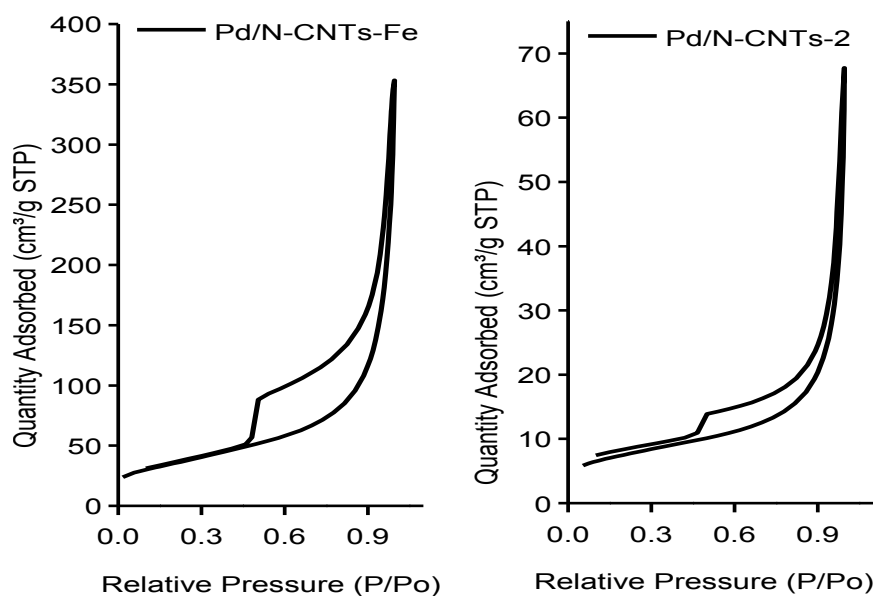 Pd/N-CNTs-Fe
Quantity Adsorbed (cm³/g STP)
400
350
300
250
200
150
100
50
0
0.0 0.3 0.6 0.9
Relative Pressure (P/Po)
Pd/N-CNTs-2
Quantity Adsorbed (cm³/g STP)
70
60
50
40
30
20
10
0
0.0 0.3 0.6 0.9
Relative Pressure (P/Po)